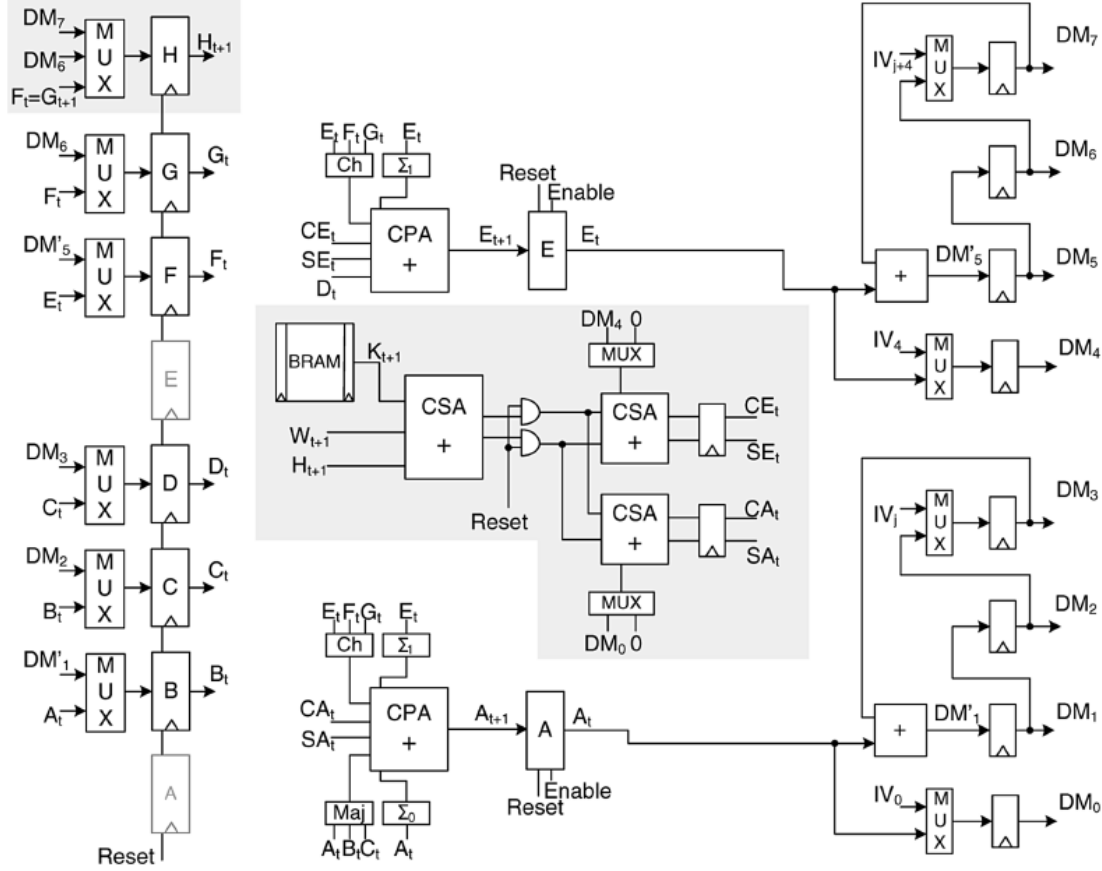 DM₇
MUX
DM₆
Fₜ=Gₜ₊₁
H
Hₜ₊₁
DM₆
MUX
Fₜ
G
Gₜ
DM'₅
MUX
Eₜ
F
Fₜ
E
DM₃
MUX
Cₜ
D
Dₜ
DM₂
MUX
Bₜ
C
Cₜ
DM'₁
MUX
Aₜ
B
Bₜ
A
Reset
Eₜ Fₜ Gₜ Eₜ
Ch Σ₁
CEₜ
SEₜ
Dₜ
CPA
+
Eₜ₊₁
Reset
Enable
E
Eₜ
BRAM
Kₜ₊₁
Wₜ₊₁
Hₜ₊₁
CSA
+
Reset
DM₄ 0
MUX
CSA
+
CEₜ
SEₜ
CSA
+
CAₜ
SAₜ
MUX
DM₀ 0
Eₜ Fₜ Gₜ Eₜ
Ch Σ₁
CAₜ
SAₜ
CPA
+
Maj Σ₀
Aₜ Bₜ Cₜ Aₜ
Aₜ₊₁
A
Aₜ
Enable
Reset
IVⱼ₊₄
MUX
DM₇
DM₆
+
DM'₅
DM₅
IV₄
MUX
DM₄
IVⱼ
MUX
DM₃
DM₂
+
DM'₁
DM₁
IV₀
MUX
DM₀